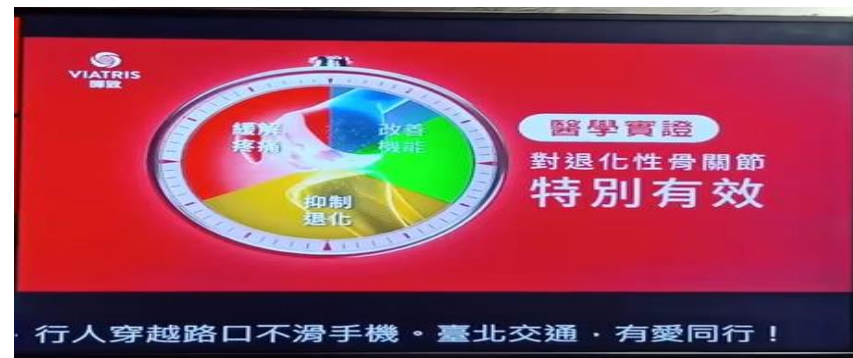 VIATRIS
暉致
緩解
疼痛
改善
機能
抑制
退化
醫學實證
對退化性骨關節
特別有效
行人穿越路口不滑手機。臺北交通．有愛同行！